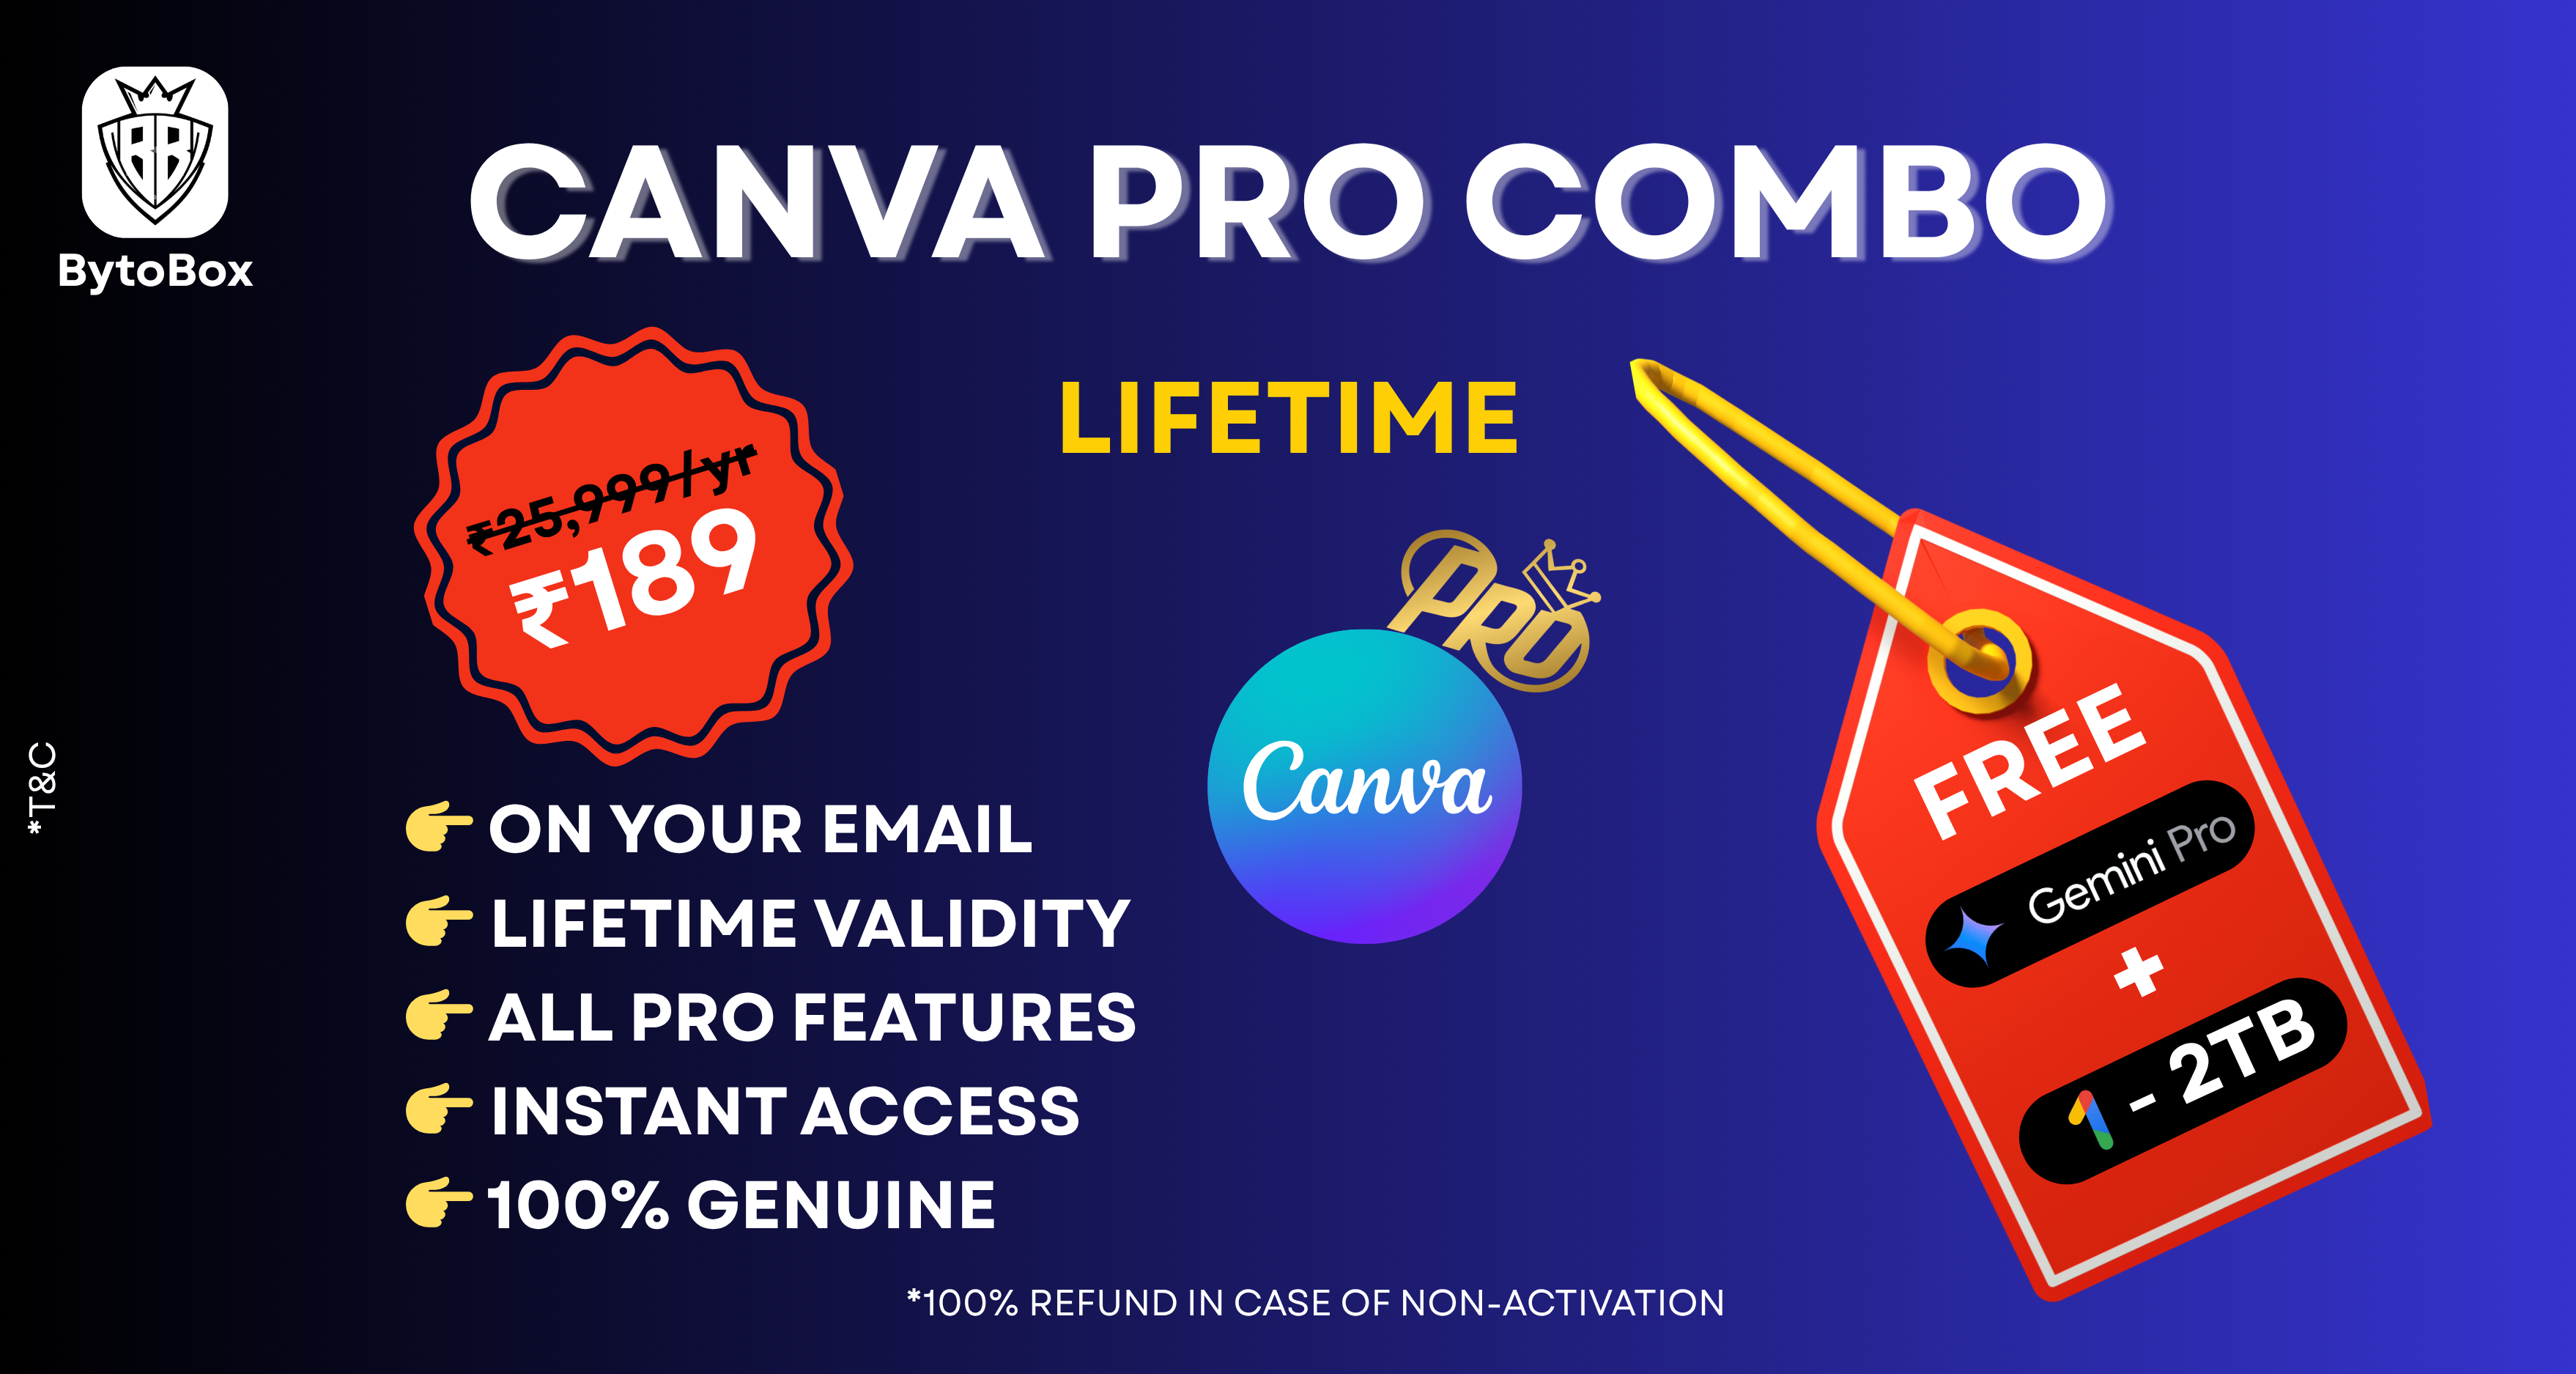 BytoBox
CANVA PRO COMBO
LIFETIME
₹25,999/yr
₹189
PRO
Canva
👉 ON YOUR EMAIL
👉 LIFETIME VALIDITY
👉 ALL PRO FEATURES
👉 INSTANT ACCESS
👉 100% GENUINE
FREE
Gemini Pro
+
1 - 2TB
*T&C
*100% REFUND IN CASE OF NON-ACTIVATION